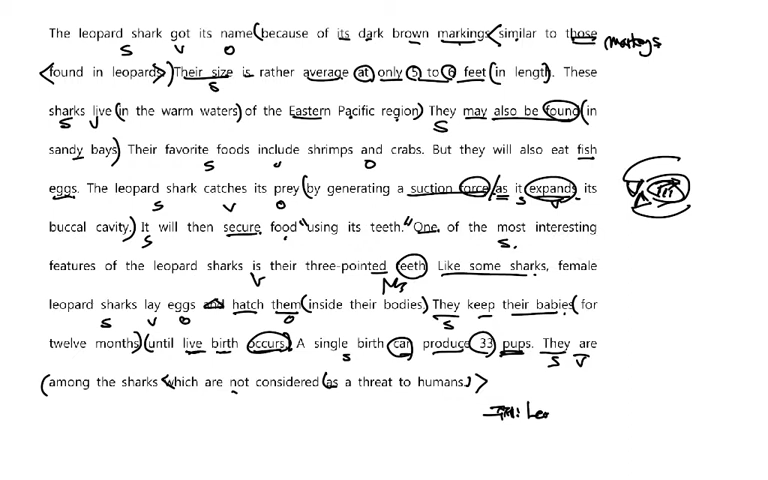 The leopard shark got its name (because of its dark brown markings < similar to those markings
S V O
< found in leopards >) Their size is rather average (at) only 5 to 6 feet (in length). These
S
sharks live (in the warm waters) of the Eastern Pacific region) They may also be found (in
S V S
sandy bays) Their favorite foods include shrimps and crabs. But they will also eat fish
S v O
eggs. The leopard shark catches its prey (by generating a suction force / as it expands its
S V O S V
buccal cavity.) It will then secure food "using its teeth." One of the most interesting
S S.
features of the leopard sharks is their three-pointed eeth Like some sharks, female
V
leopard sharks lay eggs and hatch them (inside their bodies) They keep their babies (for
S V O O S
twelve months) (until live birth occurs.) A single birth can produce 33 pups. They are
S S V
(among the sharks < which are not considered (as a threat to humans.) >